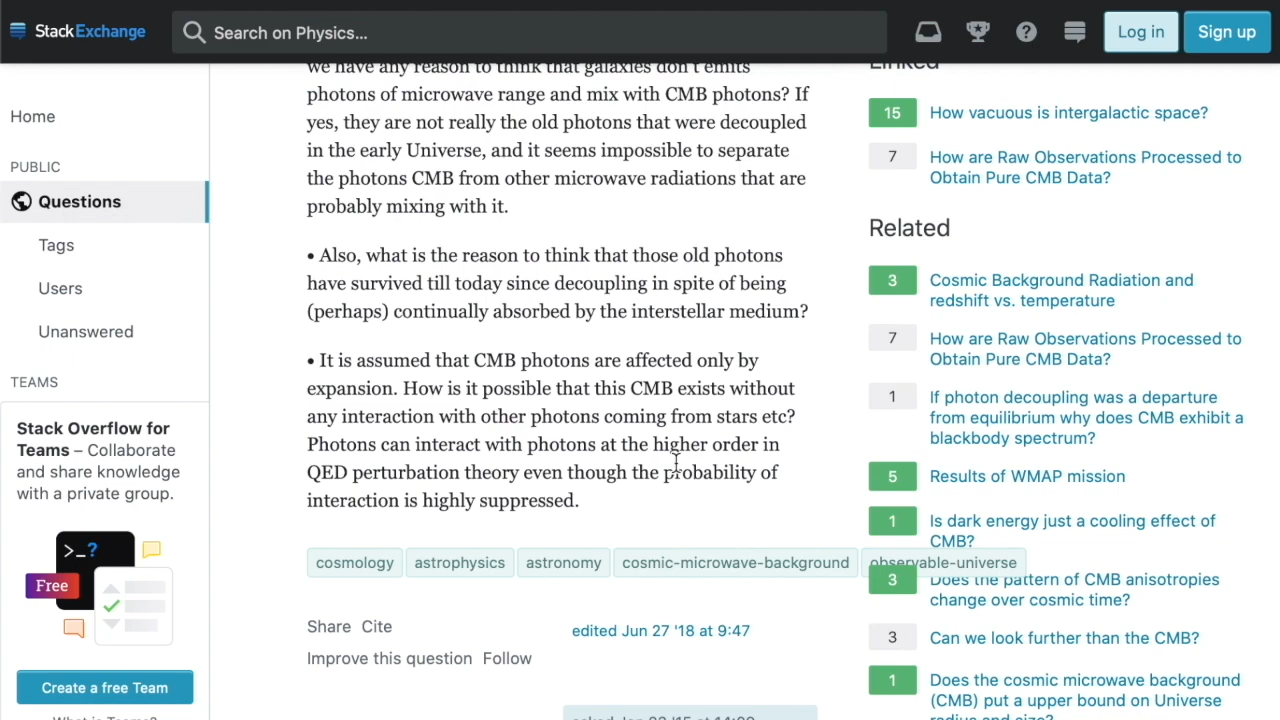 StackExchange
Search on Physics...
Log in
Sign up
Home
PUBLIC
Questions
Tags
Users
Unanswered
TEAMS
Stack Overflow for
Teams – Collaborate
and share knowledge
with a private group.
>_?
Free
Create a free Team
What is Teams?
we have any reason to think that galaxies don't emits
photons of microwave range and mix with CMB photons? If
yes, they are not really the old photons that were decoupled
in the early Universe, and it seems impossible to separate
the photons CMB from other microwave radiations that are
probably mixing with it.
• Also, what is the reason to think that those old photons
have survived till today since decoupling in spite of being
(perhaps) continually absorbed by the interstellar medium?
• It is assumed that CMB photons are affected only by
expansion. How is it possible that this CMB exists without
any interaction with other photons coming from stars etc?
Photons can interact with photons at the higher order in
QED perturbation theory even though the probability of
interaction is highly suppressed.
cosmology astrophysics astronomy cosmic-microwave-background observable-universe
Share Cite
Improve this question Follow
edited Jun 27 '18 at 9:47
Linked
15 How vacuous is intergalactic space?
7 How are Raw Observations Processed to
Obtain Pure CMB Data?
Related
3 Cosmic Background Radiation and
redshift vs. temperature
7 How are Raw Observations Processed to
Obtain Pure CMB Data?
1 If photon decoupling was a departure
from equilibrium why does CMB exhibit a
blackbody spectrum?
5 Results of WMAP mission
1 Is dark energy just a cooling effect of
CMB?
3 Does the pattern of CMB anisotropies
change over cosmic time?
3 Can we look further than the CMB?
1 Does the cosmic microwave background
(CMB) put a upper bound on Universe
radius and size?